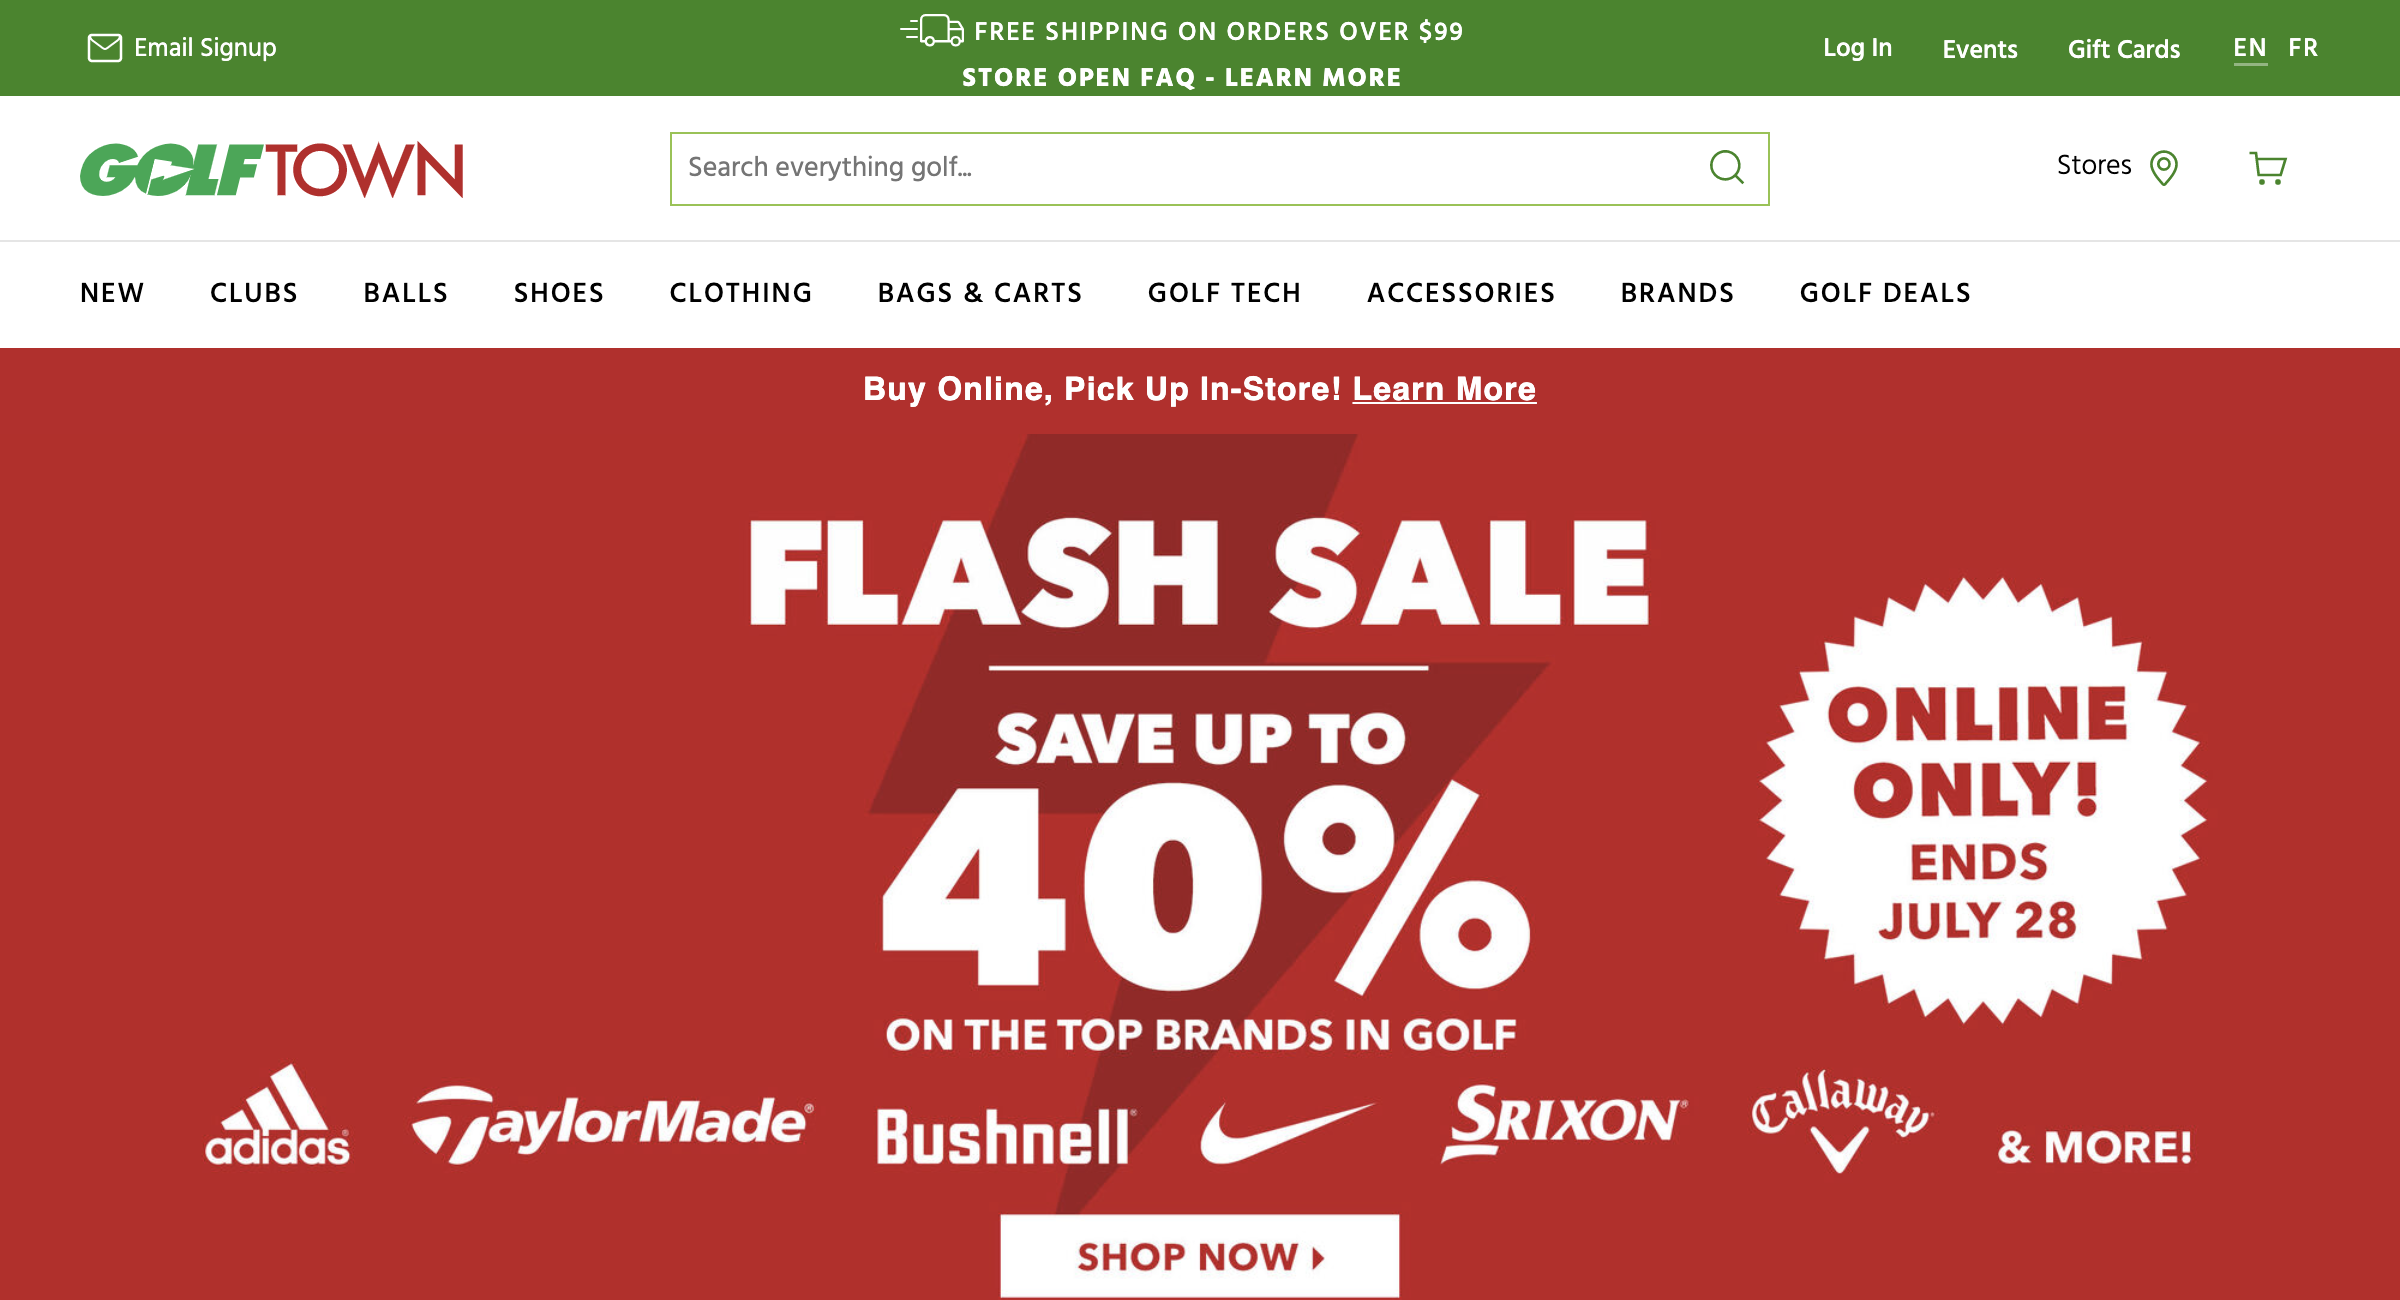 Email Signup
FREE SHIPPING ON ORDERS OVER $99
STORE OPEN FAQ - LEARN MORE
Log In Events Gift Cards EN FR
GOLFTOWN
Search everything golf...
Stores
NEW CLUBS BALLS SHOES CLOTHING BAGS & CARTS GOLF TECH ACCESSORIES BRANDS GOLF DEALS
Buy Online, Pick Up In-Store! Learn More
FLASH SALE
SAVE UP TO
40%
ON THE TOP BRANDS IN GOLF
ONLINE
ONLY!
ENDS
JULY 28
adidas® TaylorMade® Bushnell® SRIXON® Callaway® & MORE!
SHOP NOW